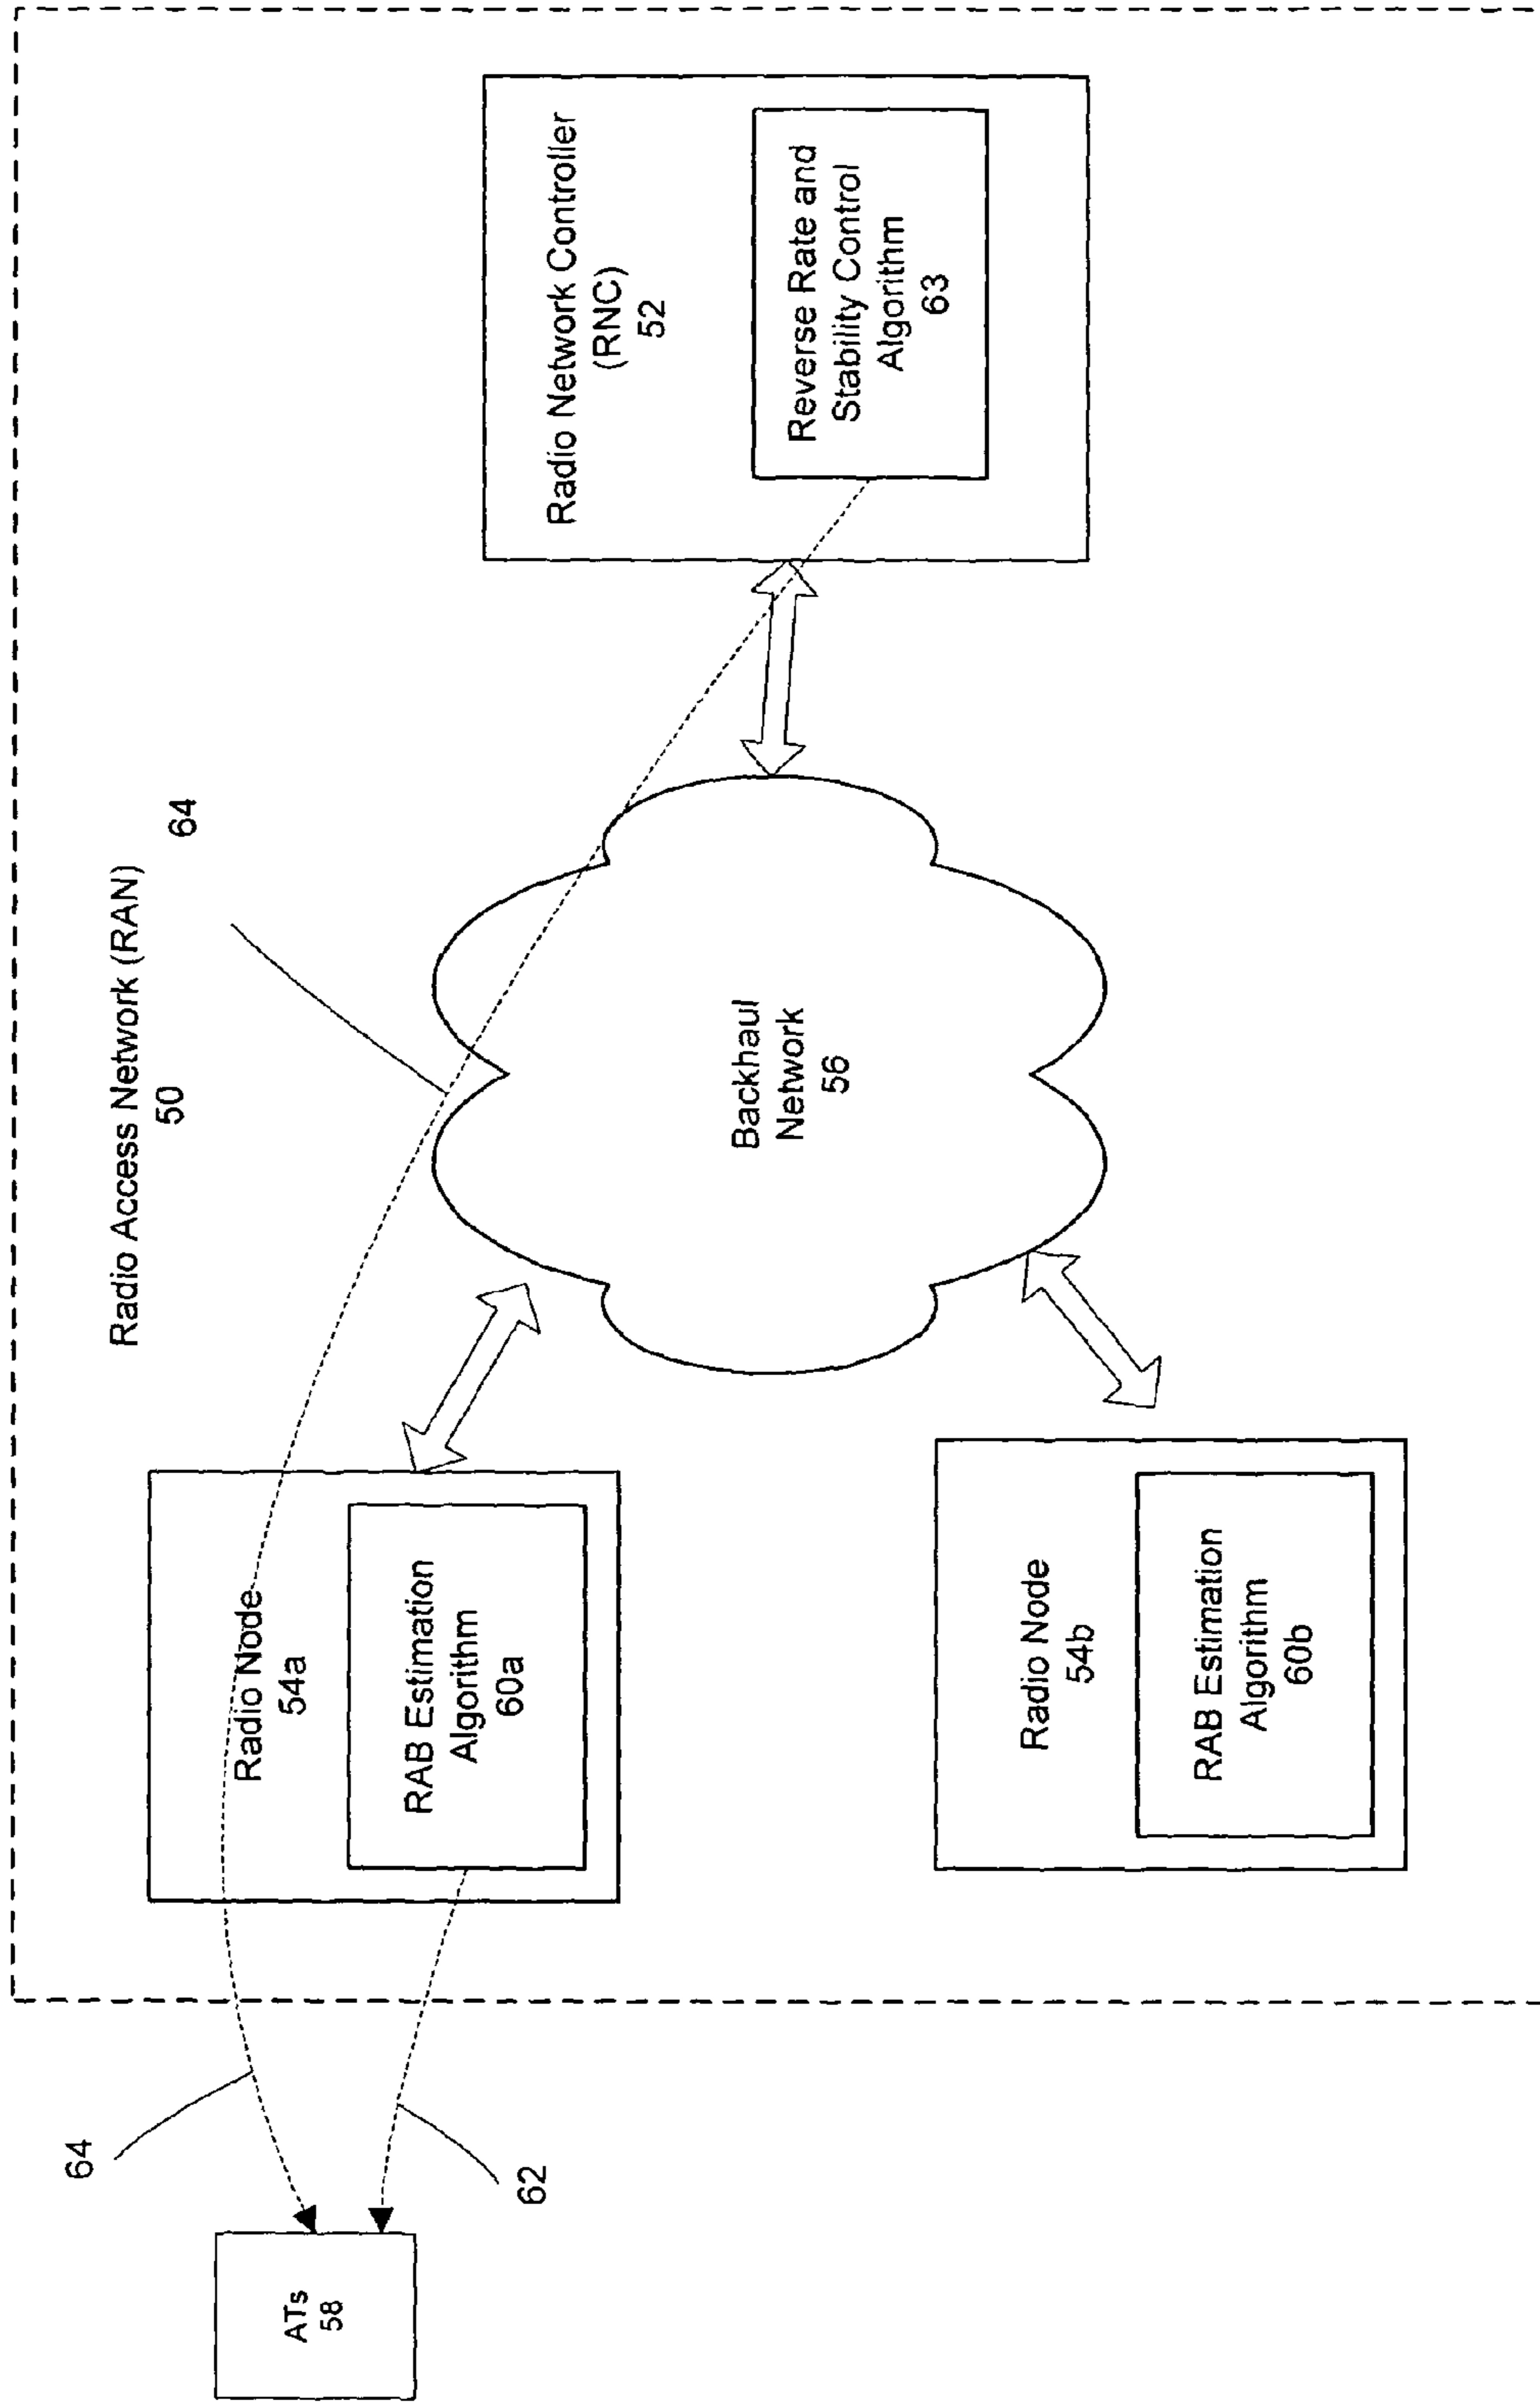 Radio Access Network (RAN)
50
64
64
62
ATs
58
Radio Node
54a
RAB Estimation
Algorithm
60a
Backhaul
Network
56
Radio Network Controller
(RNC)
52
Reverse Rate and
Stability Control
Algorithm
63
Radio Node
54b
RAB Estimation
Algorithm
60b